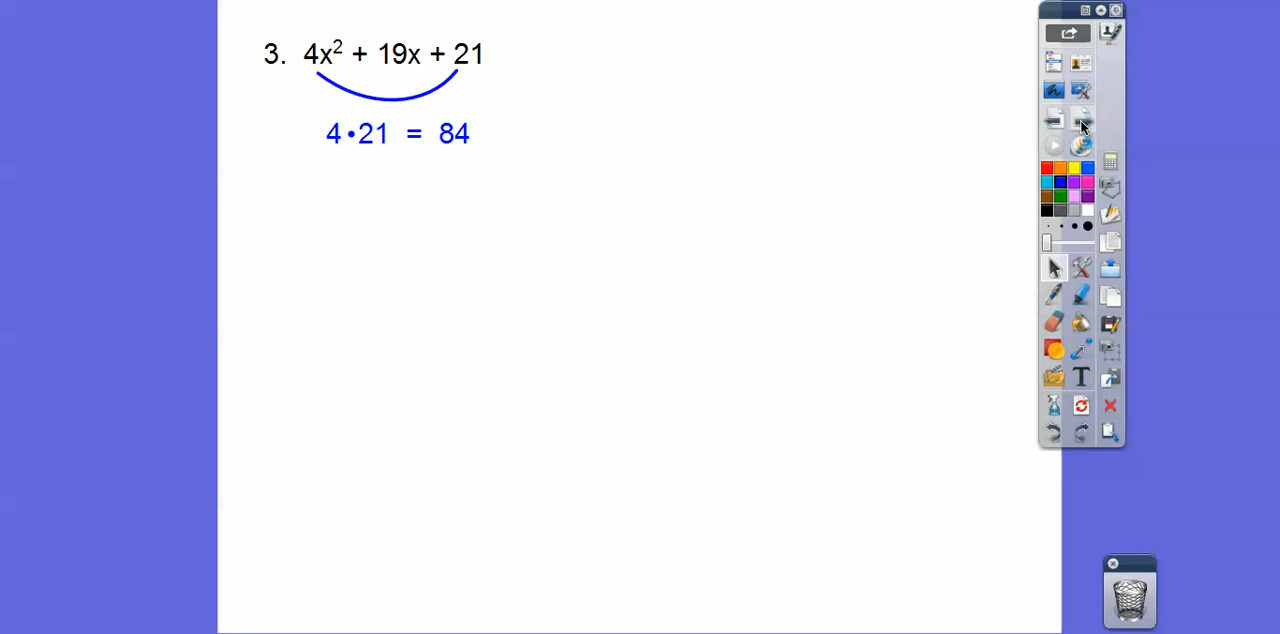 3. 4x² + 19x + 21
4•21 = 84
T